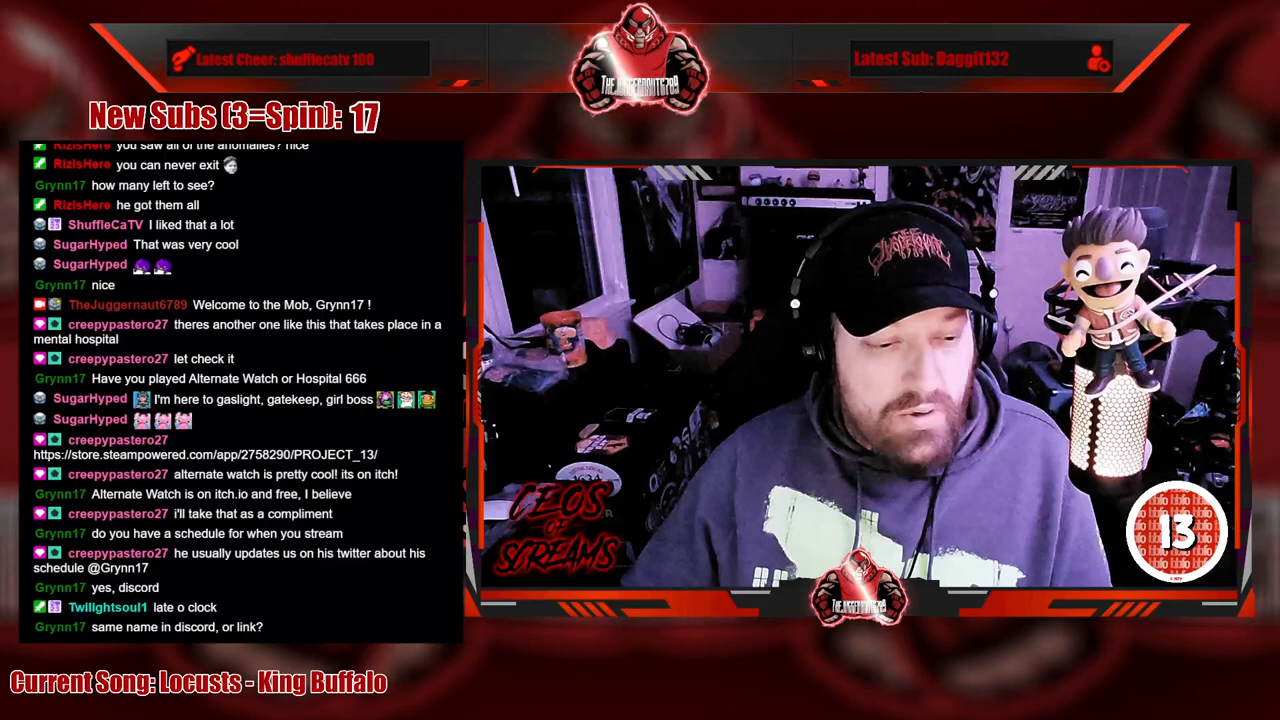 Latest Cheer: shufflecatv 100
THEJUGGERNAUT6789
Latest Sub: Daggit132
New Subs (3=Spin): 17
RizIsHere you saw all of the anomalies? nice
RizIsHere you can never exit
Grynn17 how many left to see?
RizIsHere he got them all
ShuffleCaTV I liked that a lot
SugarHyped That was very cool
SugarHyped
Grynn17 nice
TheJuggernaut6789 Welcome to the Mob, Grynn17 !
creepypastero27 theres another one like this that takes place in a
mental hospital
creepypastero27 let check it
Grynn17 Have you played Alternate Watch or Hospital 666
SugarHyped I'm here to gaslight, gatekeep, girl boss
SugarHyped
creepypastero27
https://store.steampowered.com/app/2758290/PROJECT_13/
creepypastero27 alternate watch is pretty cool! its on itch!
Grynn17 Alternate Watch is on itch.io and free, I believe
creepypastero27 i'll take that as a compliment
Grynn17 do you have a schedule for when you stream
creepypastero27 he usually updates us on his twitter about his
schedule @Grynn17
Grynn17 yes, discord
Twilightsoul1 late o clock
Grynn17 same name in discord, or link?
THE
JUGGERNAUT
6789
CEOS
OF
SCREAMS
13
THEJUGGERNAUT6789
Current Song: Locusts - King Buffalo